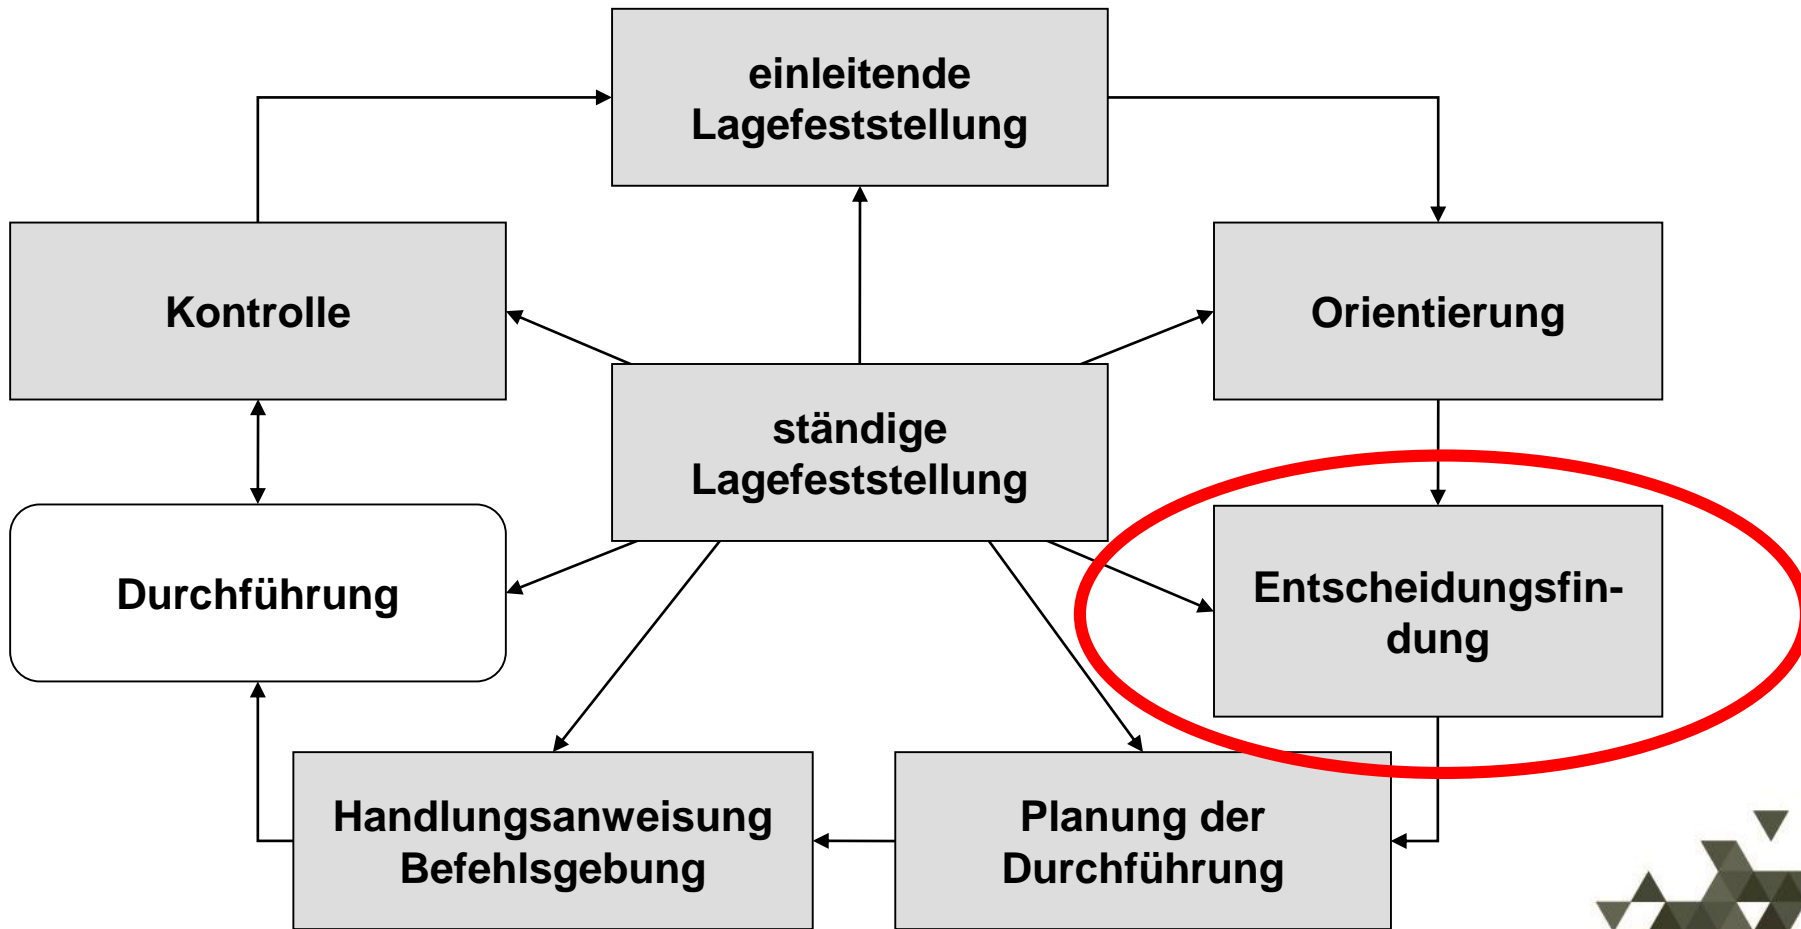 einleitende
Lagefeststellung
Kontrolle
Orientierung
ständige
Lagefeststellung
Durchführung
Entscheidungsfin-
dung
Handlungsanweisung
Befehlsgebung
Planung der
Durchführung